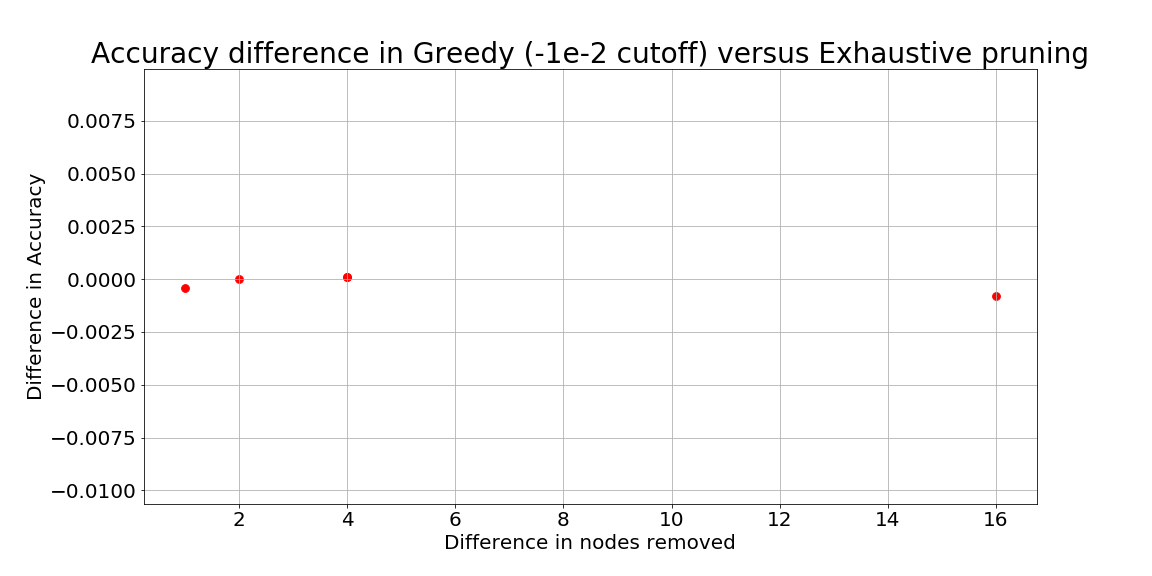 Accuracy difference in Greedy (-1e-2 cutoff) versus Exhaustive pruning
0.0075
0.0050
0.0025
0.0000
−0.0025
−0.0050
−0.0075
−0.0100
Difference in Accuracy
2 4 6 8 10 12 14 16
Difference in nodes removed